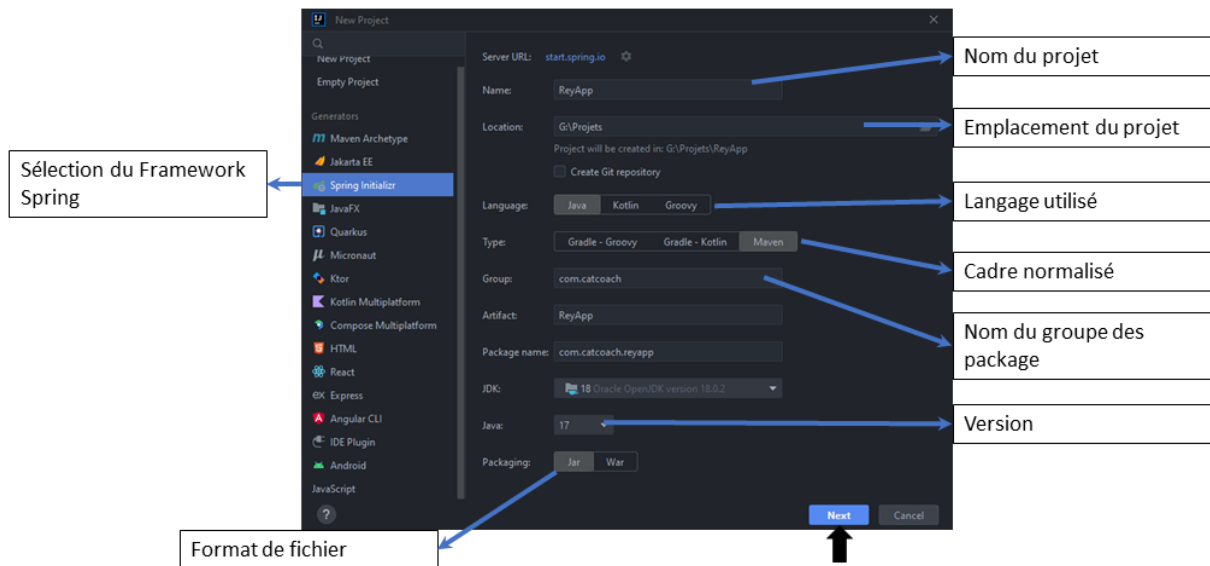 New Project
New Project
Empty Project
Generators
Maven Archetype
Jakarta EE
Spring Initializr
JavaFX
Quarkus
Micronaut
Ktor
Kotlin Multiplatform
Compose Multiplatform
HTML
React
ex Express
Angular CLI
IDE Plugin
Android
JavaScript
?
Server URL: start.spring.io
Name: ReyApp
Location: G:\Projets
Project will be created in: G:\Projets\ReyApp
Create Git repository
Language: Java Kotlin Groovy
Type: Gradle - Groovy Gradle - Kotlin Maven
Group: com.catcoach
Artifact: ReyApp
Package name: com.catcoach.reyapp
JDK: 18 Oracle OpenJDK version 18.0.2
Java: 17
Packaging: Jar War
Next Cancel
Sélection du Framework
Spring
Nom du projet
Emplacement du projet
Langage utilisé
Cadre normalisé
Nom du groupe des
package
Version
Format de fichier